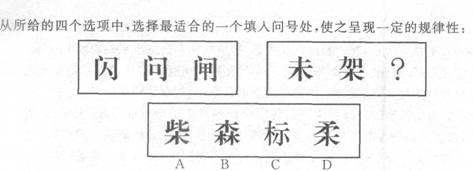 从所给的四个选项中,选择最适合的一个填入问号处,使之呈现一定的规律性:
闪 问 闸 未 架 ?
柴 森 标 柔
A B C D